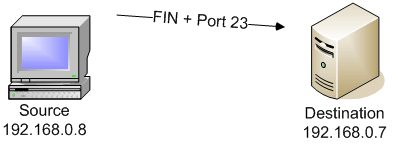 FIN + Port 23
Source
192.168.0.8
Destination
192.168.0.7